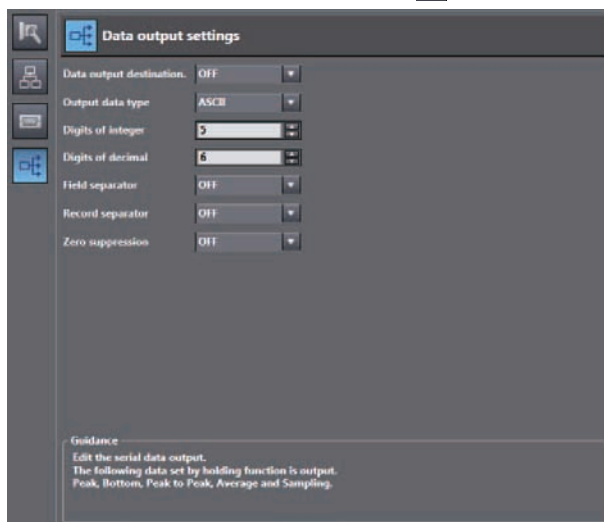 Data output settings
Data output destination. OFF
Output data type ASCII
Digits of integer 5
Digits of decimal 6
Field separator OFF
Record separator OFF
Zero suppression OFF
Guidance
Edit the serial data output.
The following data set by holding function is output.
Peak, Bottom, Peak to Peak, Average and Sampling.